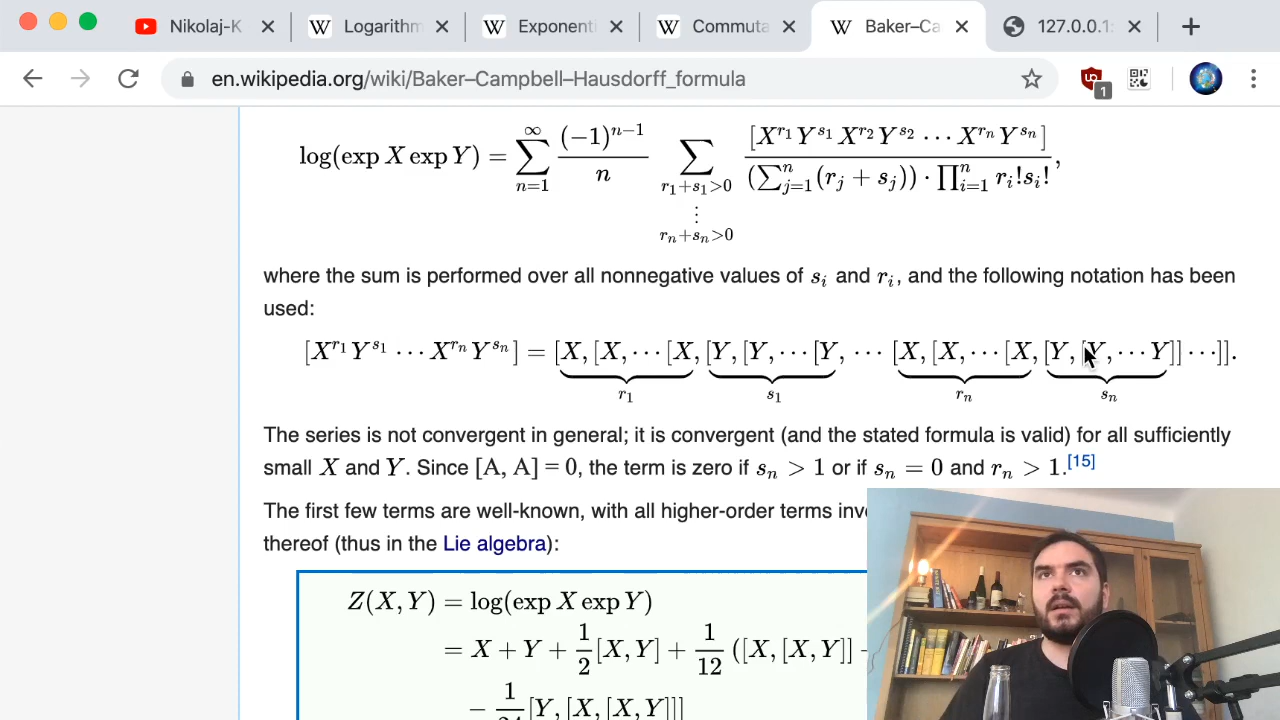 Nikolaj-K
Logarithm
Exponenti
Commuta
Baker–Ca
127.0.0.1:
en.wikipedia.org/wiki/Baker–Campbell–Hausdorff_formula
1
log(exp X exp Y) = ∑_{n=1}^{∞} (−1)^{n−1}/n ∑_{r_1+s_1>0 ⋮ r_n+s_n>0} [X^{r_1}Y^{s_1}X^{r_2}Y^{s_2}⋯X^{r_n}Y^{s_n}] / ((∑_{j=1}^{n}(r_j + s_j)) · ∏_{i=1}^{n} r_i!s_i!),
where the sum is performed over all nonnegative values of s_i and r_i, and the following notation has been
used:
[X^{r_1}Y^{s_1}⋯X^{r_n}Y^{s_n}] = [X,[X,⋯[X,[Y,[Y,⋯[Y,⋯[X,[X,⋯[X,[Y,[Y,⋯Y]]⋯]].
r_1 s_1 r_n s_n
The series is not convergent in general; it is convergent (and the stated formula is valid) for all sufficiently
small X and Y. Since [A, A] = 0, the term is zero if s_n > 1 or if s_n = 0 and r_n > 1.[15]
The first few terms are well-known, with all higher-order terms
thereof (thus in the Lie algebra):
Z(X, Y) = log(exp X exp Y)
= X + Y + 1/2[X, Y] + 1/12 ([X,[X, Y]]
[Y,[X,[X, Y]]]